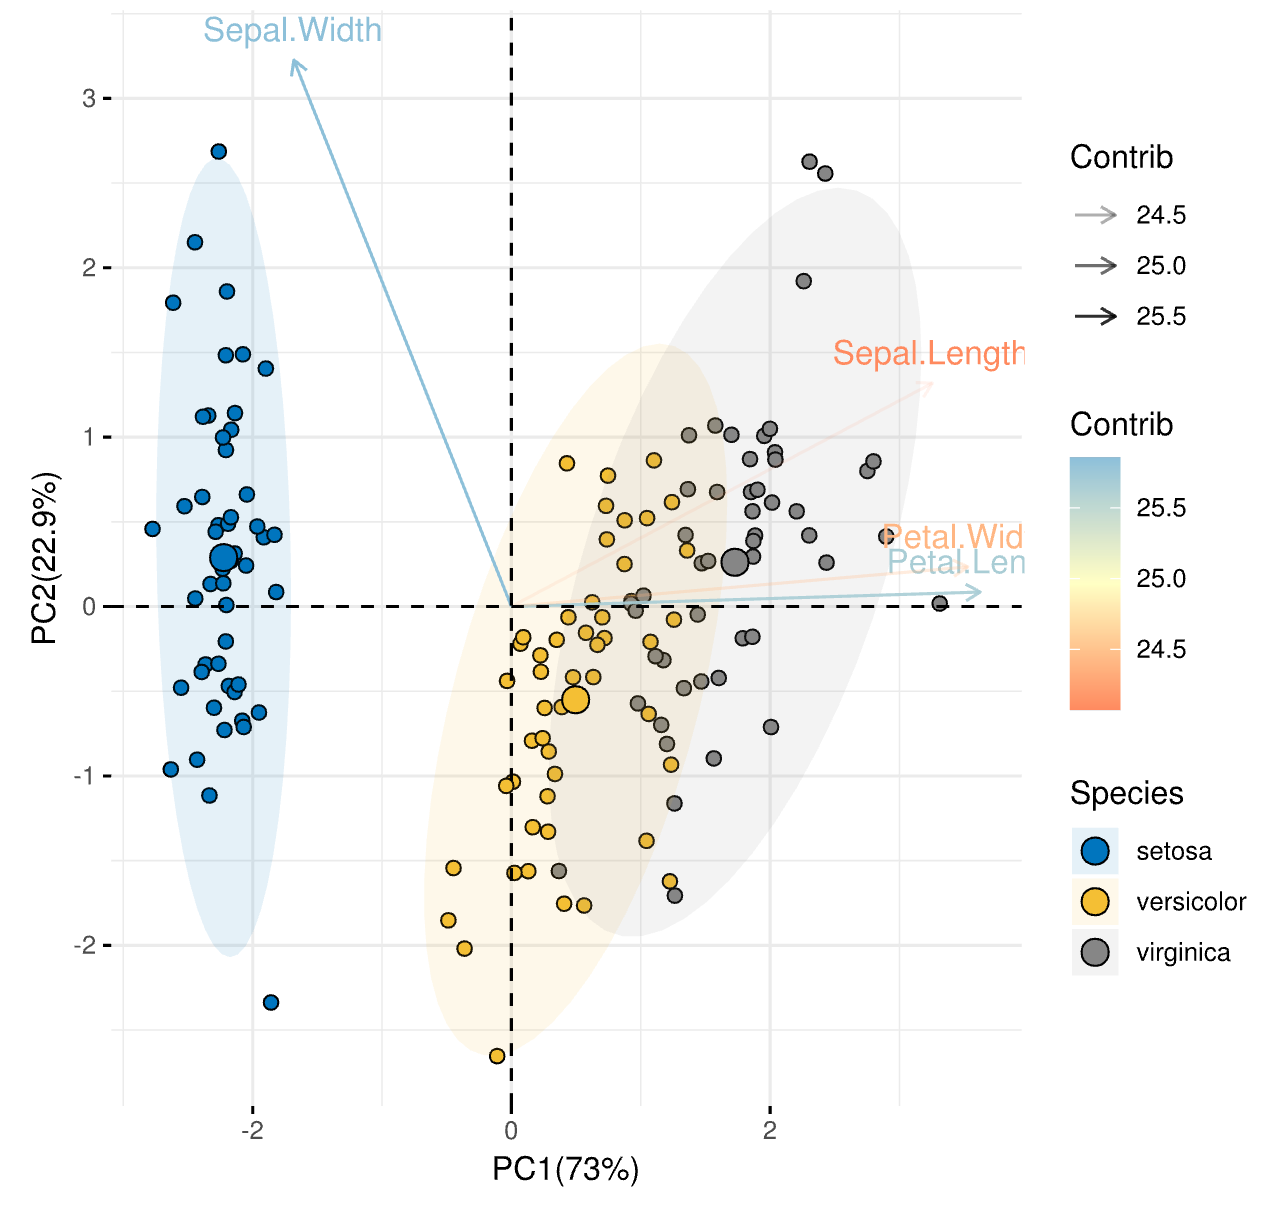 Sepal.Width
3
2
1
0
-1
-2
PC2(22.9%)
Sepal.Length
Petal.Wid
Petal.Len
-2
0
2
PC1(73%)
Contrib
24.5
25.0
25.5
Contrib
25.5
25.0
24.5
Species
setosa
versicolor
virginica